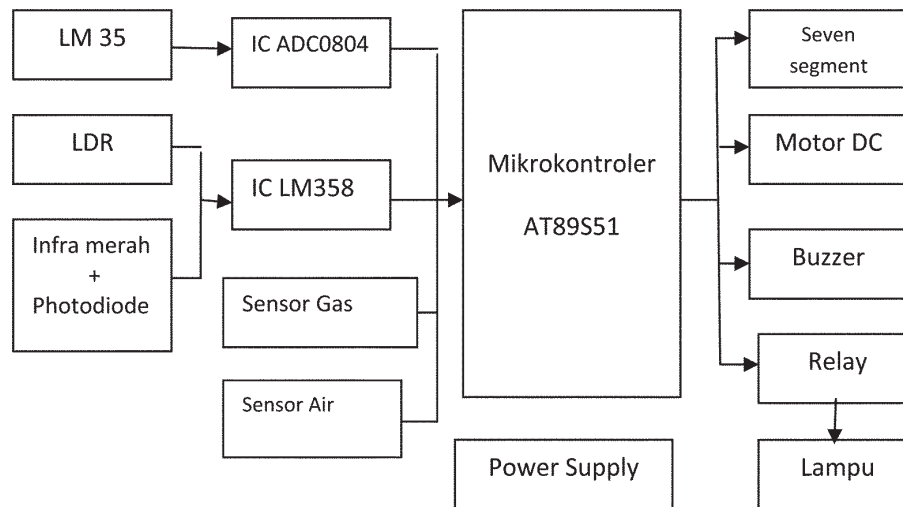 LM 35
IC ADC0804
LDR
IC LM358
Infra merah
+
Photodiode
Sensor Gas
Sensor Air
Mikrokontroler
AT89S51
Power Supply
Seven
segment
Motor DC
Buzzer
Relay
Lampu